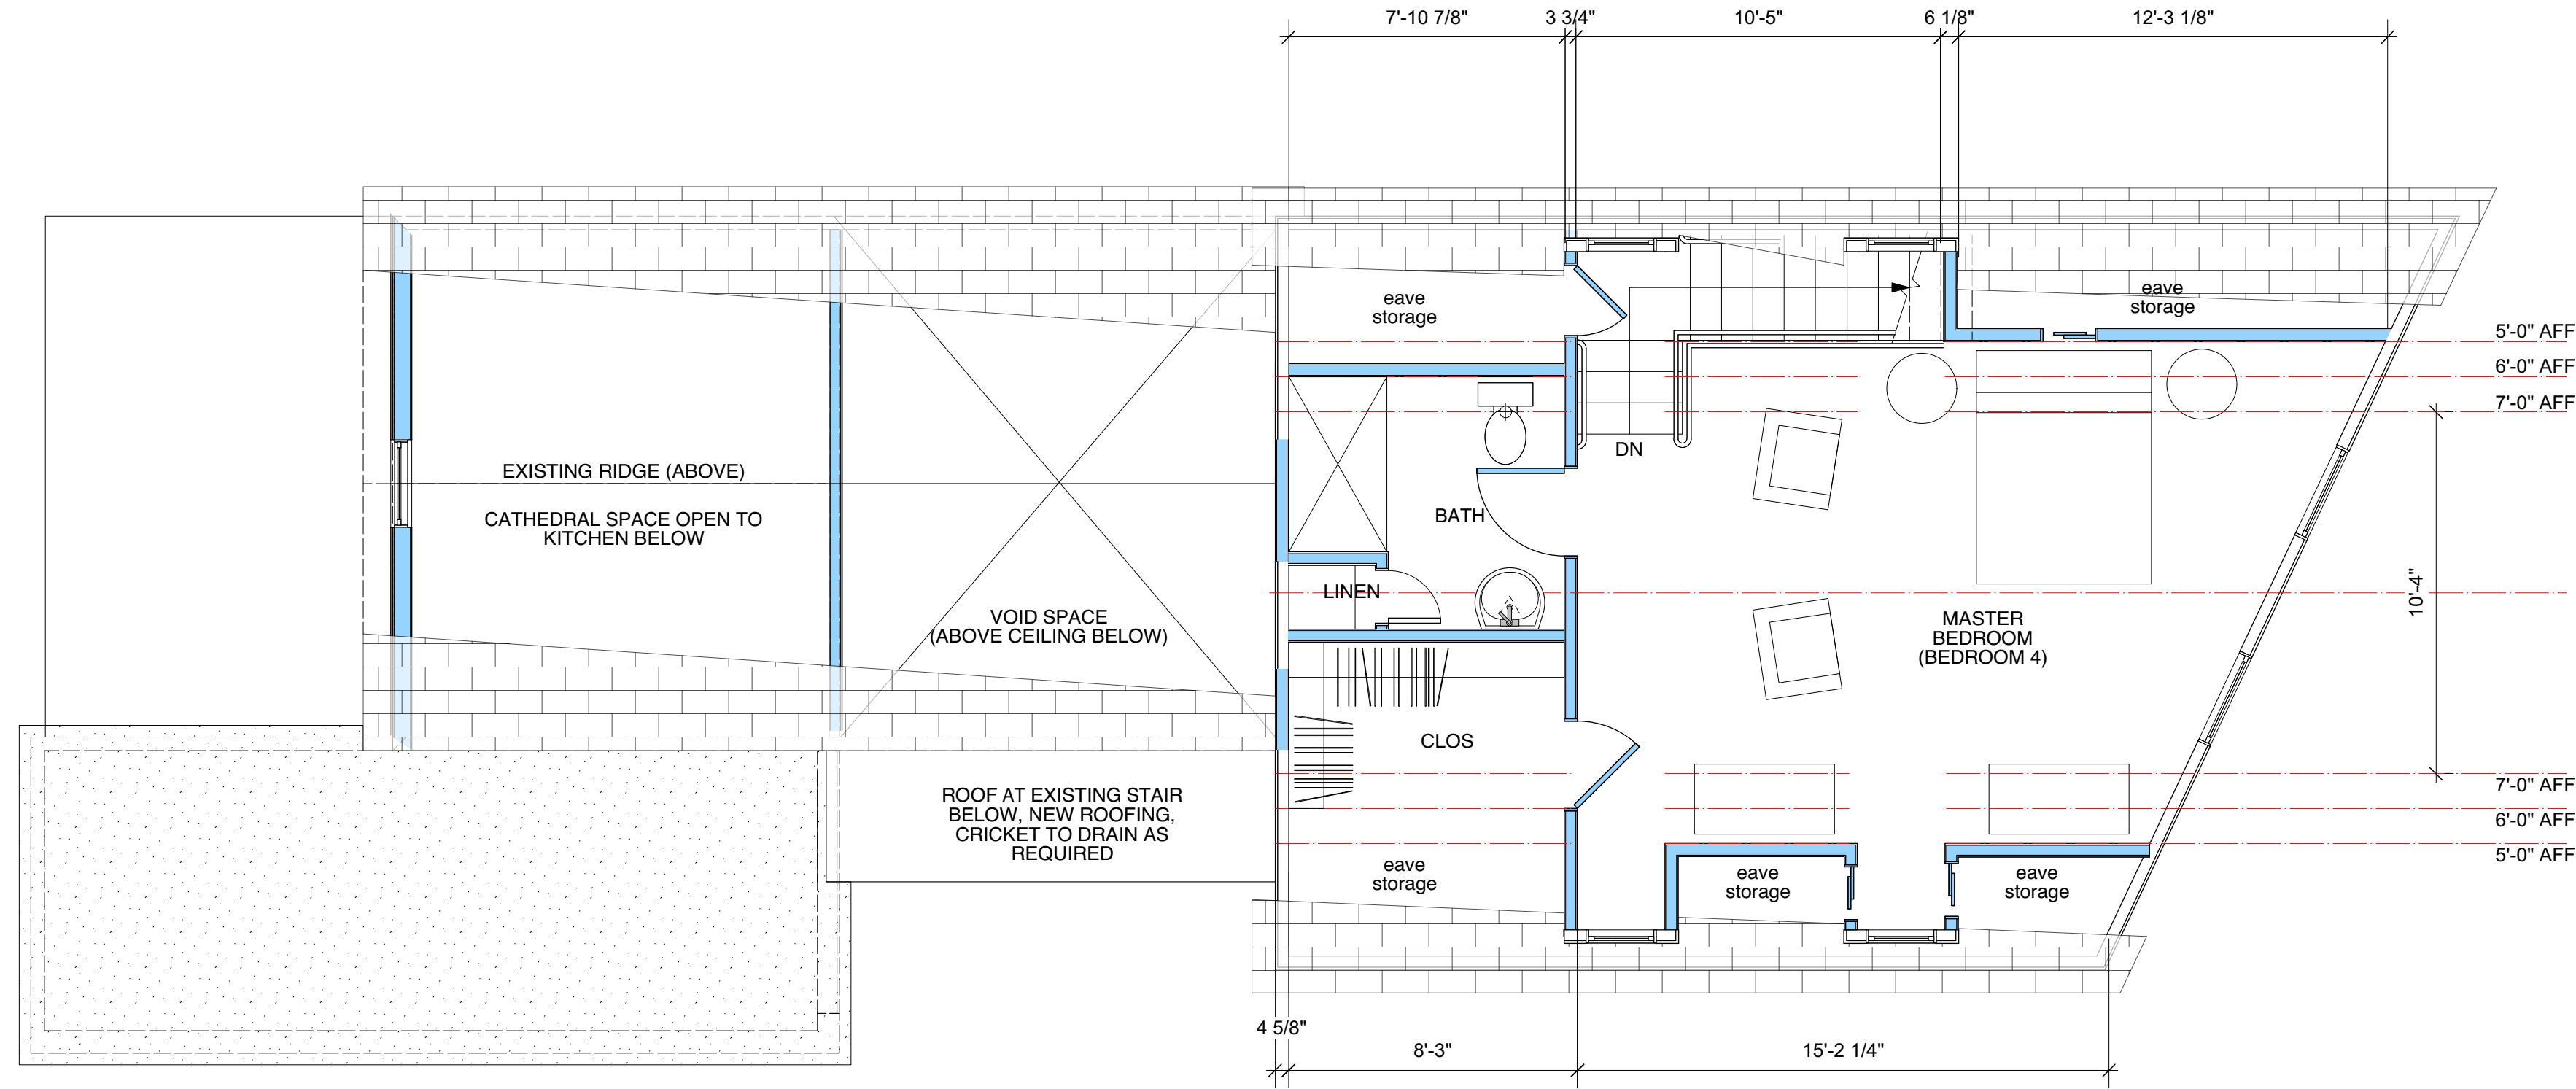 7'-10 7/8"
3 3/4"
10'-5"
6 1/8"
12'-3 1/8"
eave
storage
eave
storage
5'-0" AFF
6'-0" AFF
7'-0" AFF
DN
EXISTING RIDGE (ABOVE)
CATHEDRAL SPACE OPEN TO
KITCHEN BELOW
BATH
LINEN
10'-4"
VOID SPACE
(ABOVE CEILING BELOW)
MASTER
BEDROOM
(BEDROOM 4)
CLOS
7'-0" AFF
6'-0" AFF
5'-0" AFF
ROOF AT EXISTING STAIR
BELOW, NEW ROOFING,
CRICKET TO DRAIN AS
REQUIRED
eave
storage
eave
storage
eave
storage
4 5/8"
8'-3"
15'-2 1/4"